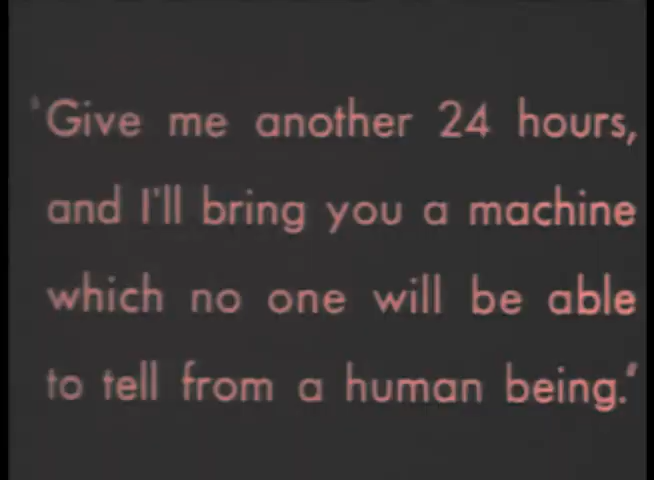 'Give me another 24 hours,
and I'll bring you a machine
which no one will be able
to tell from a human being.'